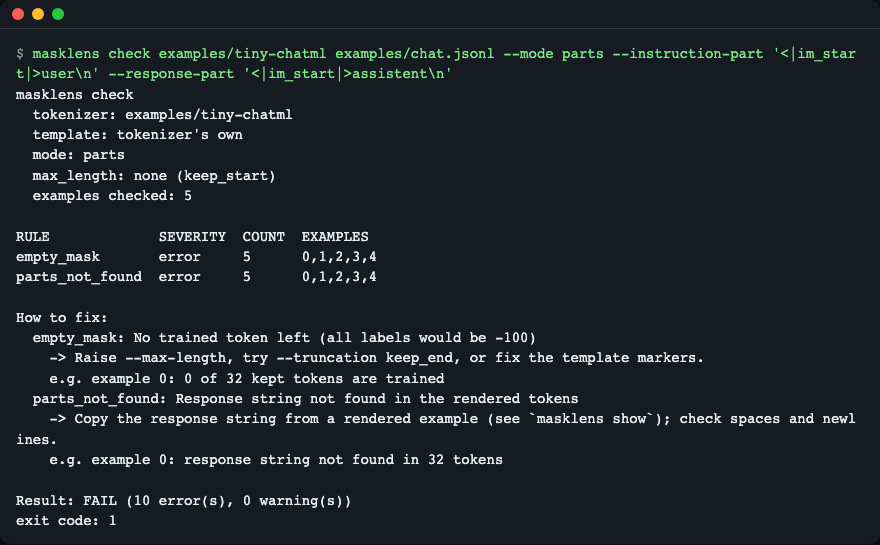 $ masklens check examples/tiny-chatml examples/chat.jsonl --mode parts --instruction-part '<|im_star
t|>user\n' --response-part '<|im_start|>assistent\n'
masklens check
  tokenizer: examples/tiny-chatml
  template: tokenizer's own
  mode: parts
  max_length: none (keep_start)
  examples checked: 5

RULE             SEVERITY  COUNT  EXAMPLES
empty_mask       error     5      0,1,2,3,4
parts_not_found  error     5      0,1,2,3,4

How to fix:
  empty_mask: No trained token left (all labels would be -100)
    -> Raise --max-length, try --truncation keep_end, or fix the template markers.
    e.g. example 0: 0 of 32 kept tokens are trained
  parts_not_found: Response string not found in the rendered tokens
    -> Copy the response string from a rendered example (see `masklens show`); check spaces and newl
ines.
    e.g. example 0: response string not found in 32 tokens

Result: FAIL (10 error(s), 0 warning(s))
exit code: 1